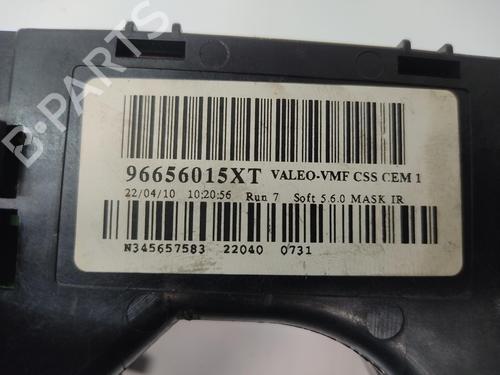 96656015XT VALEO-VMF CSS CEM 1
22/04/10 10:20:56 Run 7 Soft 5.6.0 MASK IR
N345657583 22040 0731
B-PARTS